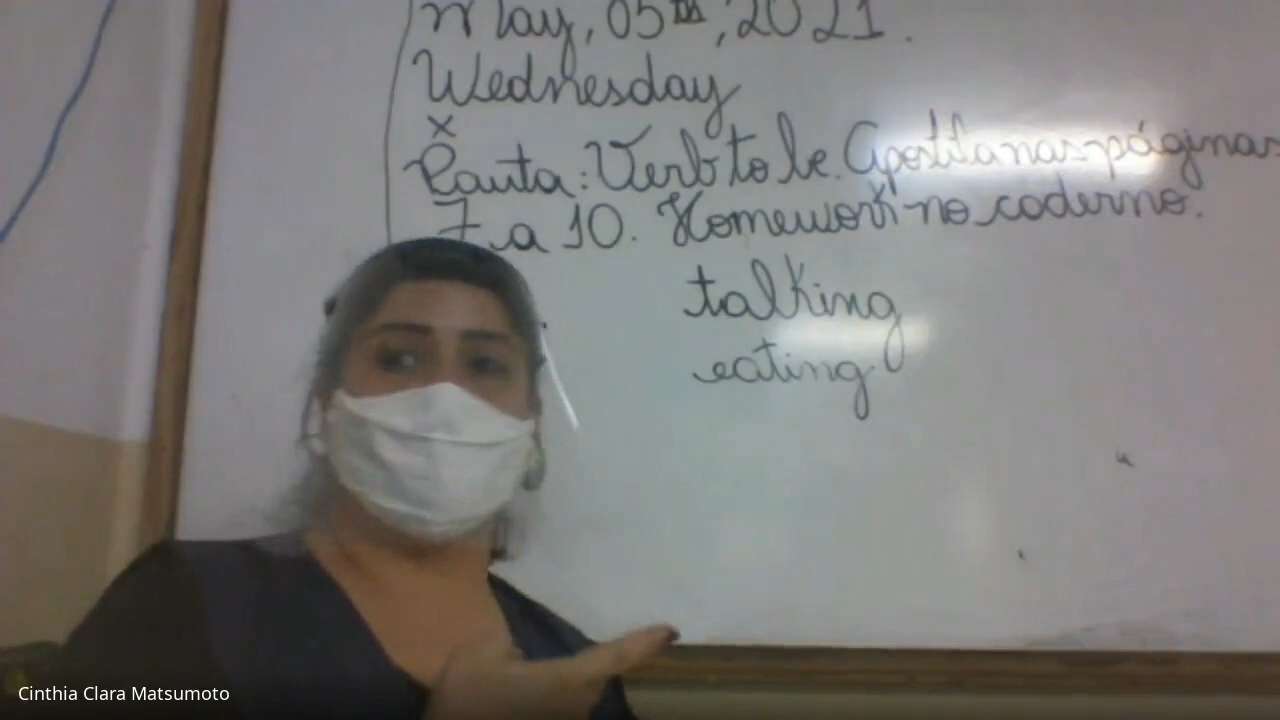 May, 05th, 2021.
Wednesday
x
Pauta: Verb to be. Apostila nas páginas
7 a 10. Homework no caderno.
talking
eating
Cinthia Clara Matsumoto